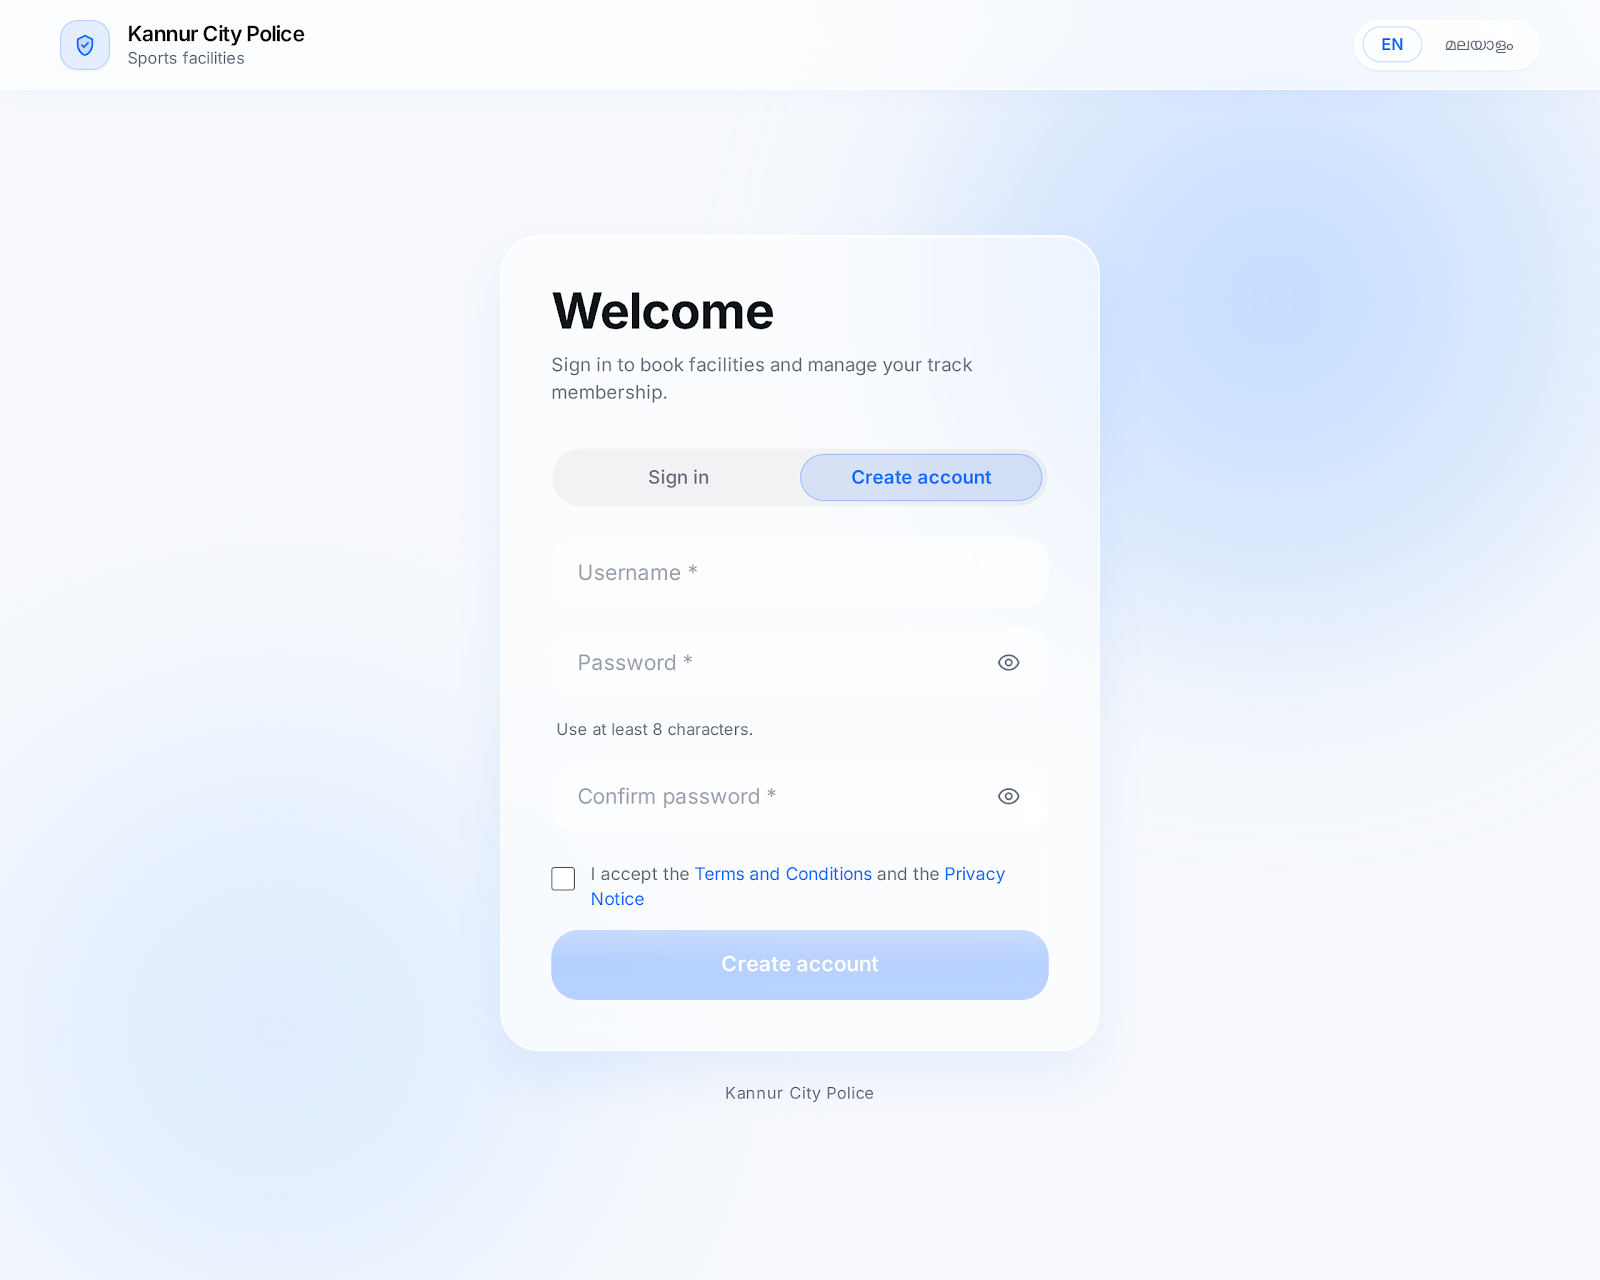 Kannur City Police
Sports facilities
EN
മലയാളം
Welcome
Sign in to book facilities and manage your track
membership.
Sign in
Create account
Username *
Password *
Use at least 8 characters.
Confirm password *
I accept the Terms and Conditions and the Privacy
Notice
Create account
Kannur City Police